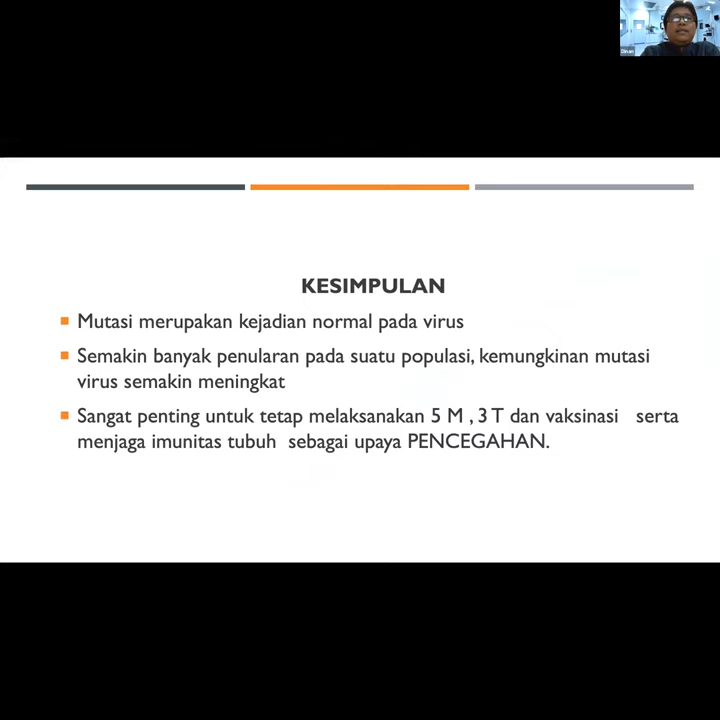 Dinan
KESIMPULAN
Mutasi merupakan kejadian normal pada virus
Semakin banyak penularan pada suatu populasi, kemungkinan mutasi
virus semakin meningkat
Sangat penting untuk tetap melaksanakan 5 M , 3 T dan vaksinasi serta
menjaga imunitas tubuh sebagai upaya PENCEGAHAN.